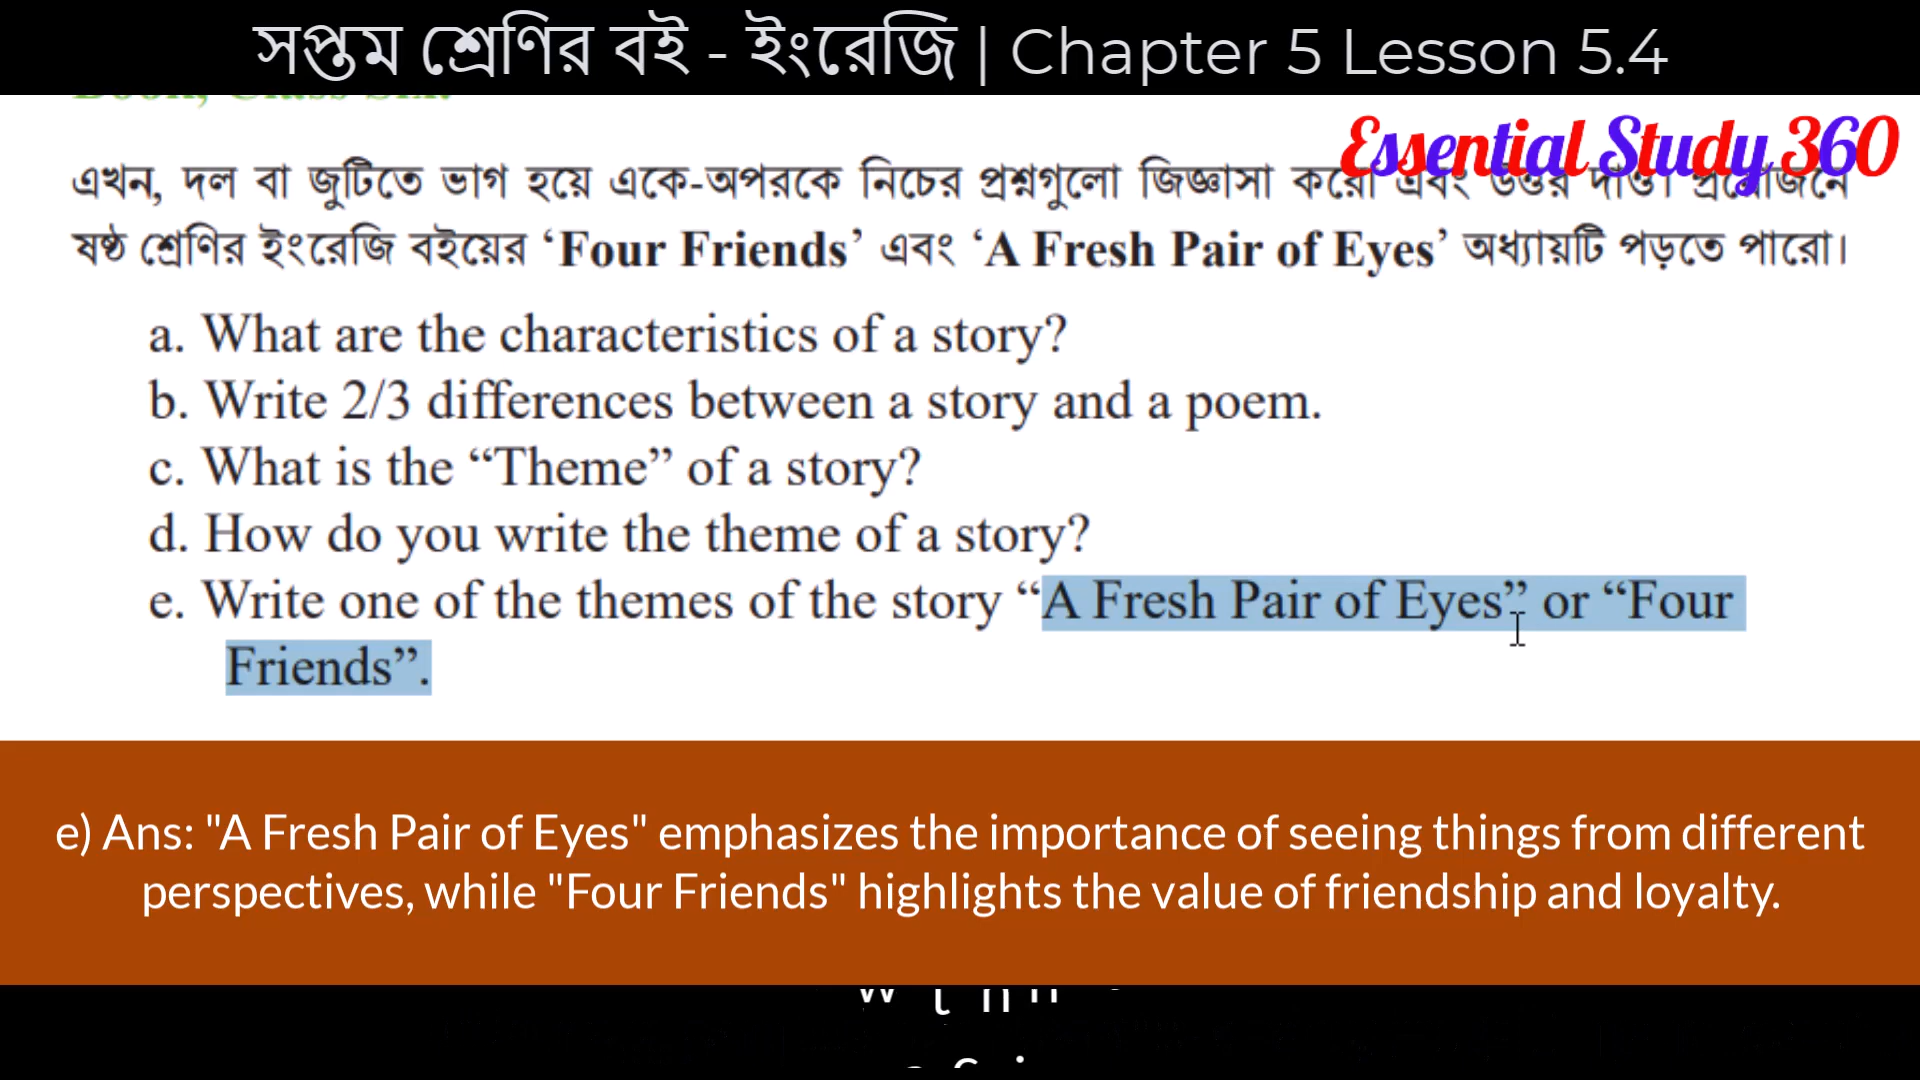 সপ্তম শ্রেণির বই - ইংরেজি | Chapter 5 Lesson 5.4
Essential Study 360
এখন, দল বা জুটিতে ভাগ হয়ে একে-অপরকে নিচের প্রশ্নগুলো জিজ্ঞাসা করো এবং উত্তর দাও। প্রয়োজনে
ষষ্ঠ শ্রেণির ইংরেজি বইয়ের ‘Four Friends’ এবং ‘A Fresh Pair of Eyes’ অধ্যায়টি পড়তে পারো।
a. What are the characteristics of a story?
b. Write 2/3 differences between a story and a poem.
c. What is the “Theme” of a story?
d. How do you write the theme of a story?
e. Write one of the themes of the story “A Fresh Pair of Eyes” or “Four
Friends”.
e) Ans: "A Fresh Pair of Eyes" emphasizes the importance of seeing things from different
perspectives, while "Four Friends" highlights the value of friendship and loyalty.